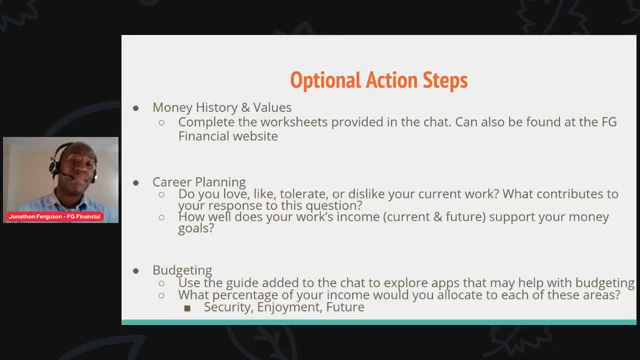 Optional Action Steps
● Money History & Values
○ Complete the worksheets provided in the chat. Can also be found at the FG
Financial website
● Career Planning
○ Do you love, like, tolerate, or dislike your current work? What contributes to
your response to this question?
○ How well does your work's income (current & future) support your money
goals?
● Budgeting
○ Use the guide added to the chat to explore apps that may help with budgeting
○ What percentage of your income would you allocate to each of these areas?
■ Security, Enjoyment, Future
Jonathon Ferguson - FG Financial